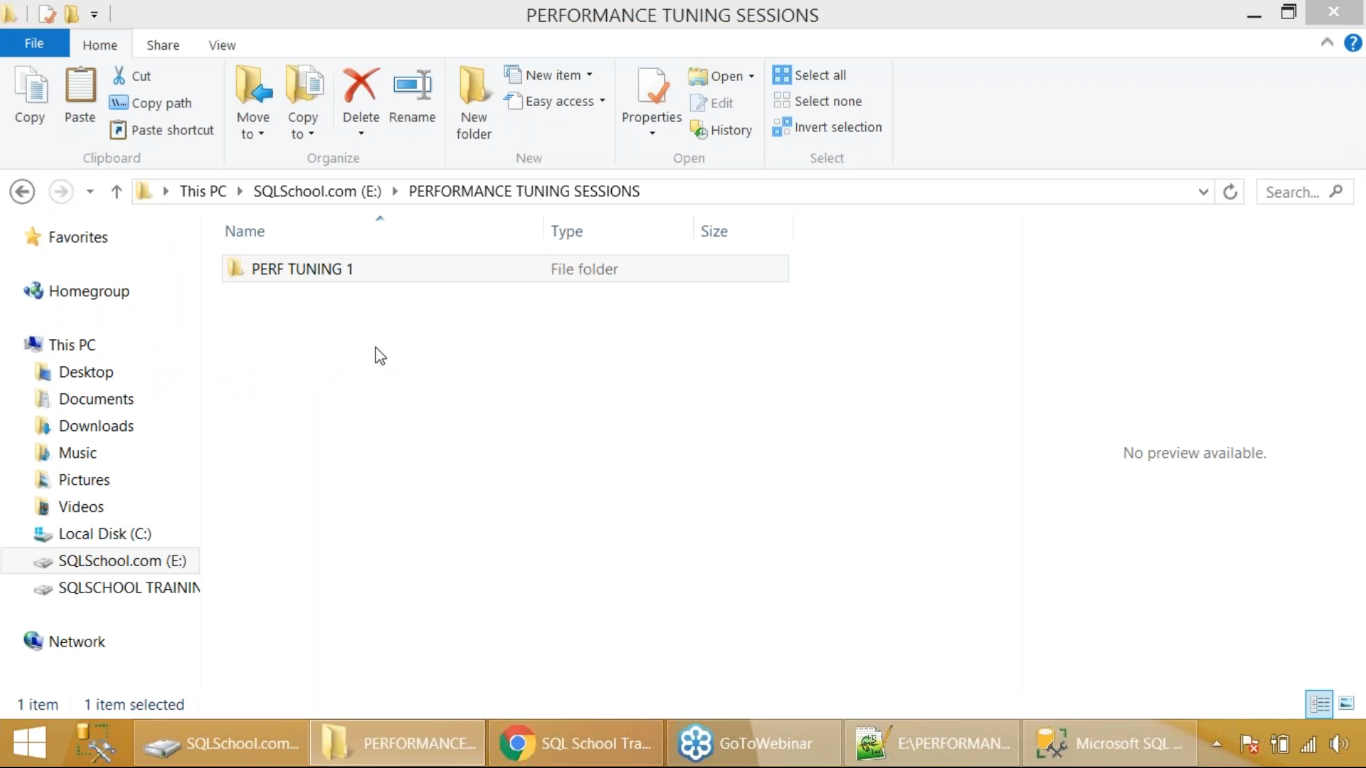 PERFORMANCE TUNING SESSIONS
File Home Share View
Copy
Paste
Cut
Copy path
Paste shortcut
Clipboard
Move to
Copy to
Delete
Rename
Organize
New folder
New item
Easy access
New
Properties
Open
Edit
History
Open
Select all
Select none
Invert selection
Select
This PC SQLSchool.com (E:) PERFORMANCE TUNING SESSIONS
Search...
Favorites
Homegroup
This PC
Desktop
Documents
Downloads
Music
Pictures
Videos
Local Disk (C:)
SQLSchool.com (E:)
SQLSCHOOL TRAININ
Network
Name Type Size
PERF TUNING 1 File folder
No preview available.
1 item 1 item selected
SQLSchool.com... PERFORMANCE... SQL School Tra... GoToWebinar E:\PERFORMAN... Microsoft SQL ...